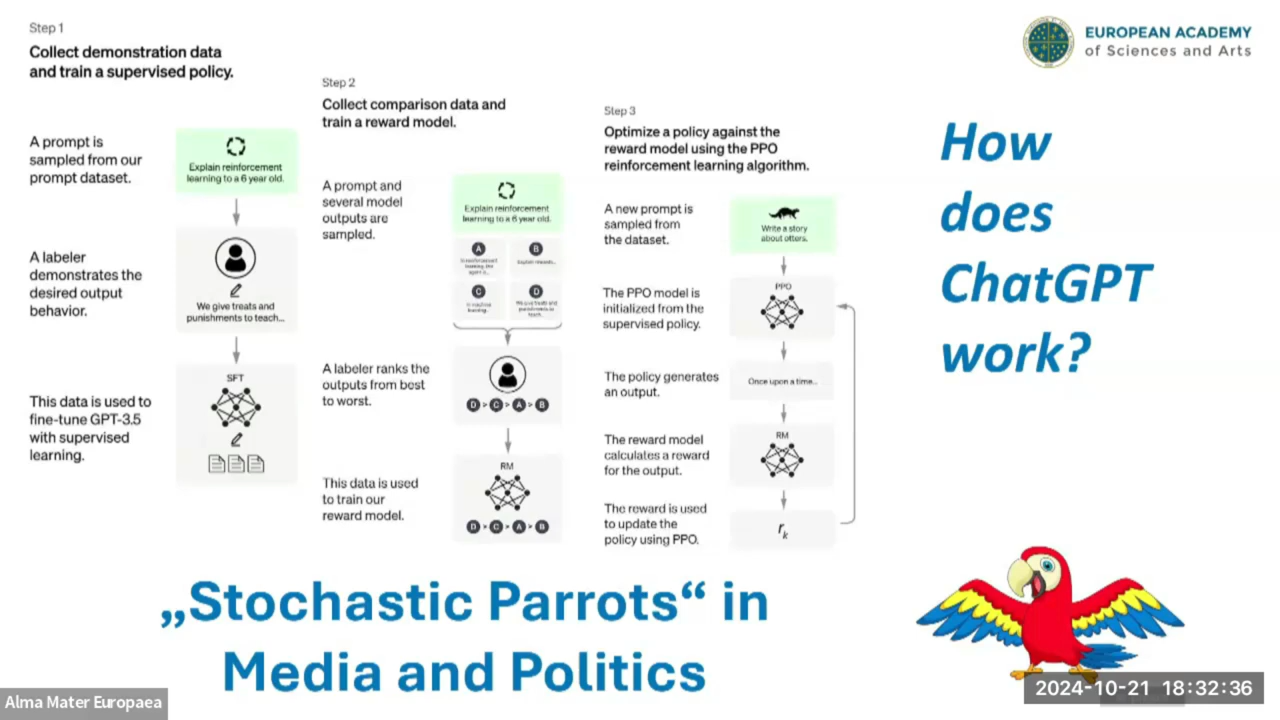 Step 1
Collect demonstration data
and train a supervised policy.
A prompt is
sampled from our
prompt dataset.
Explain reinforcement
learning to a 6 year old.
A labeler
demonstrates the
desired output
behavior.
We give treats and
punishments to teach...
This data is used to
fine-tune GPT-3.5
with supervised
learning.
SFT
Step 2
Collect comparison data and
train a reward model.
A prompt and
several model
outputs are
sampled.
Explain reinforcement
learning to a 6 year old.
A
B
Explain rewards...
C
D
We give treats and
punishments to
teach...
A labeler ranks the
outputs from best
to worst.
D > C > A > B
This data is used
to train our
reward model.
RM
D > C > A > B
Step 3
Optimize a policy against the
reward model using the PPO
reinforcement learning algorithm.
A new prompt is
sampled from
the dataset.
Write a story
about otters.
The PPO model is
initialized from the
supervised policy.
PPO
The policy generates
an output.
Once upon a time...
The reward model
calculates a reward
for the output.
RM
The reward is used
to update the
policy using PPO.
rk
EUROPEAN ACADEMY
of Sciences and Arts
How
does
ChatGPT
work?
„Stochastic Parrots“ in
Media and Politics
Alma Mater Europaea
2024-10-21 18:32:36